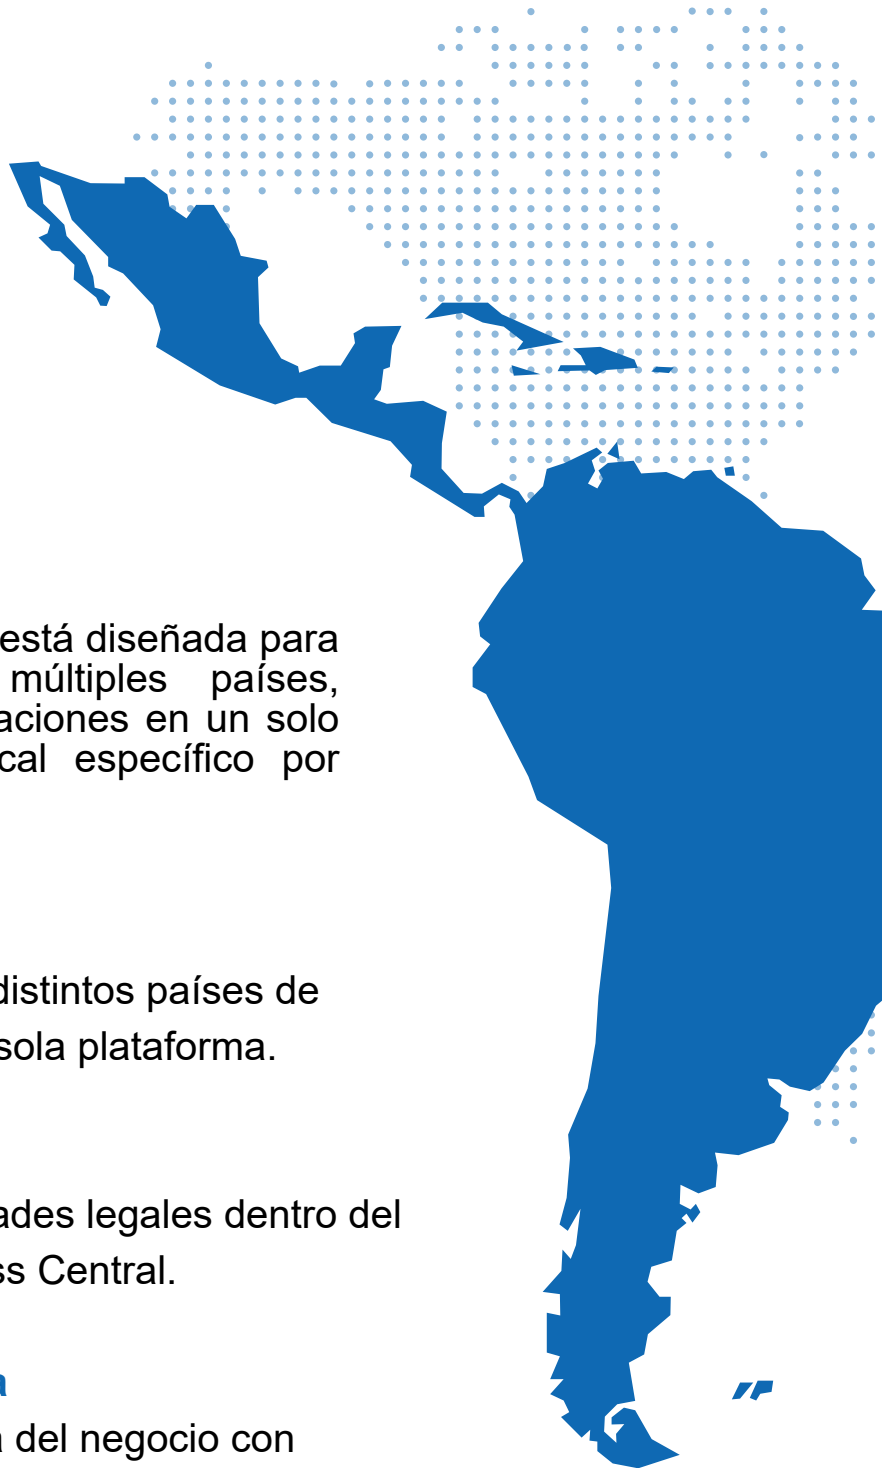 está diseñada para
múltiples países,
aciones en un solo
cal específico por
distintos países de
sola plataforma.
ades legales dentro del
ss Central.
a
a del negocio con